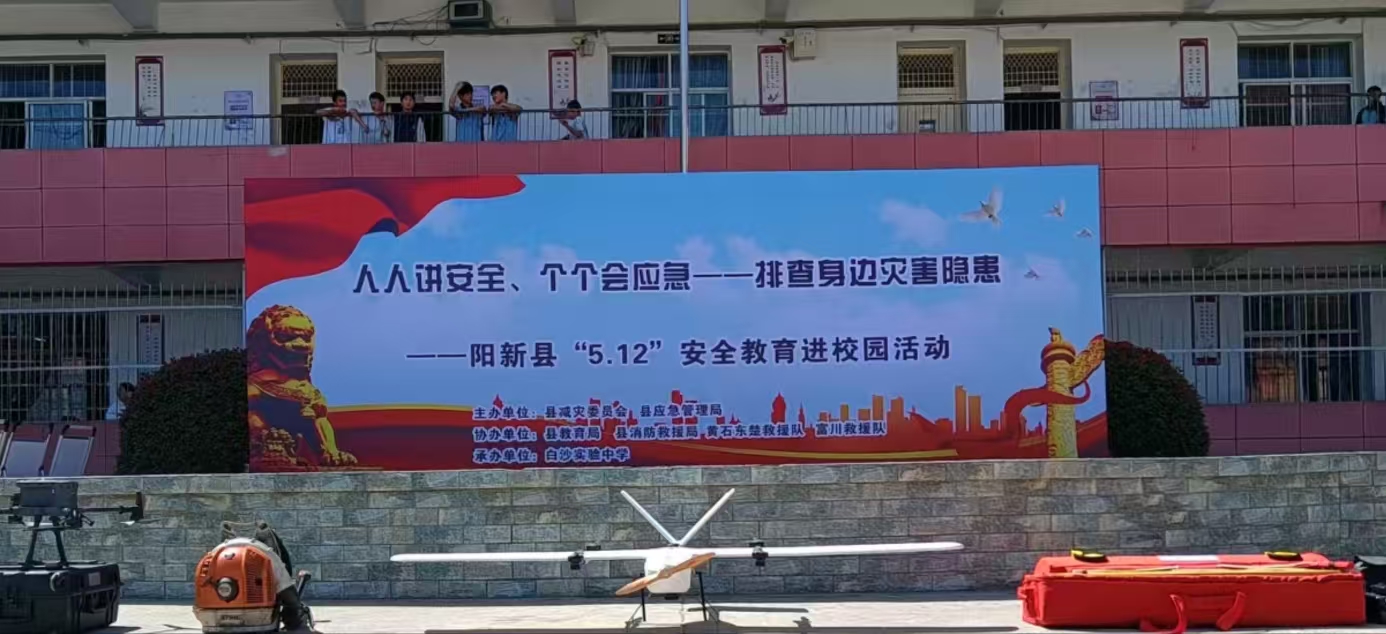 人人讲安全、个个会应急——排查身边灾害隐患
——阳新县“5.12”安全教育进校园活动
主办单位：县减灾委员会 县应急管理局
协办单位：县教育局 县消防救援局 黄石东楚救援队 富川救援队
承办单位：白沙实验中学